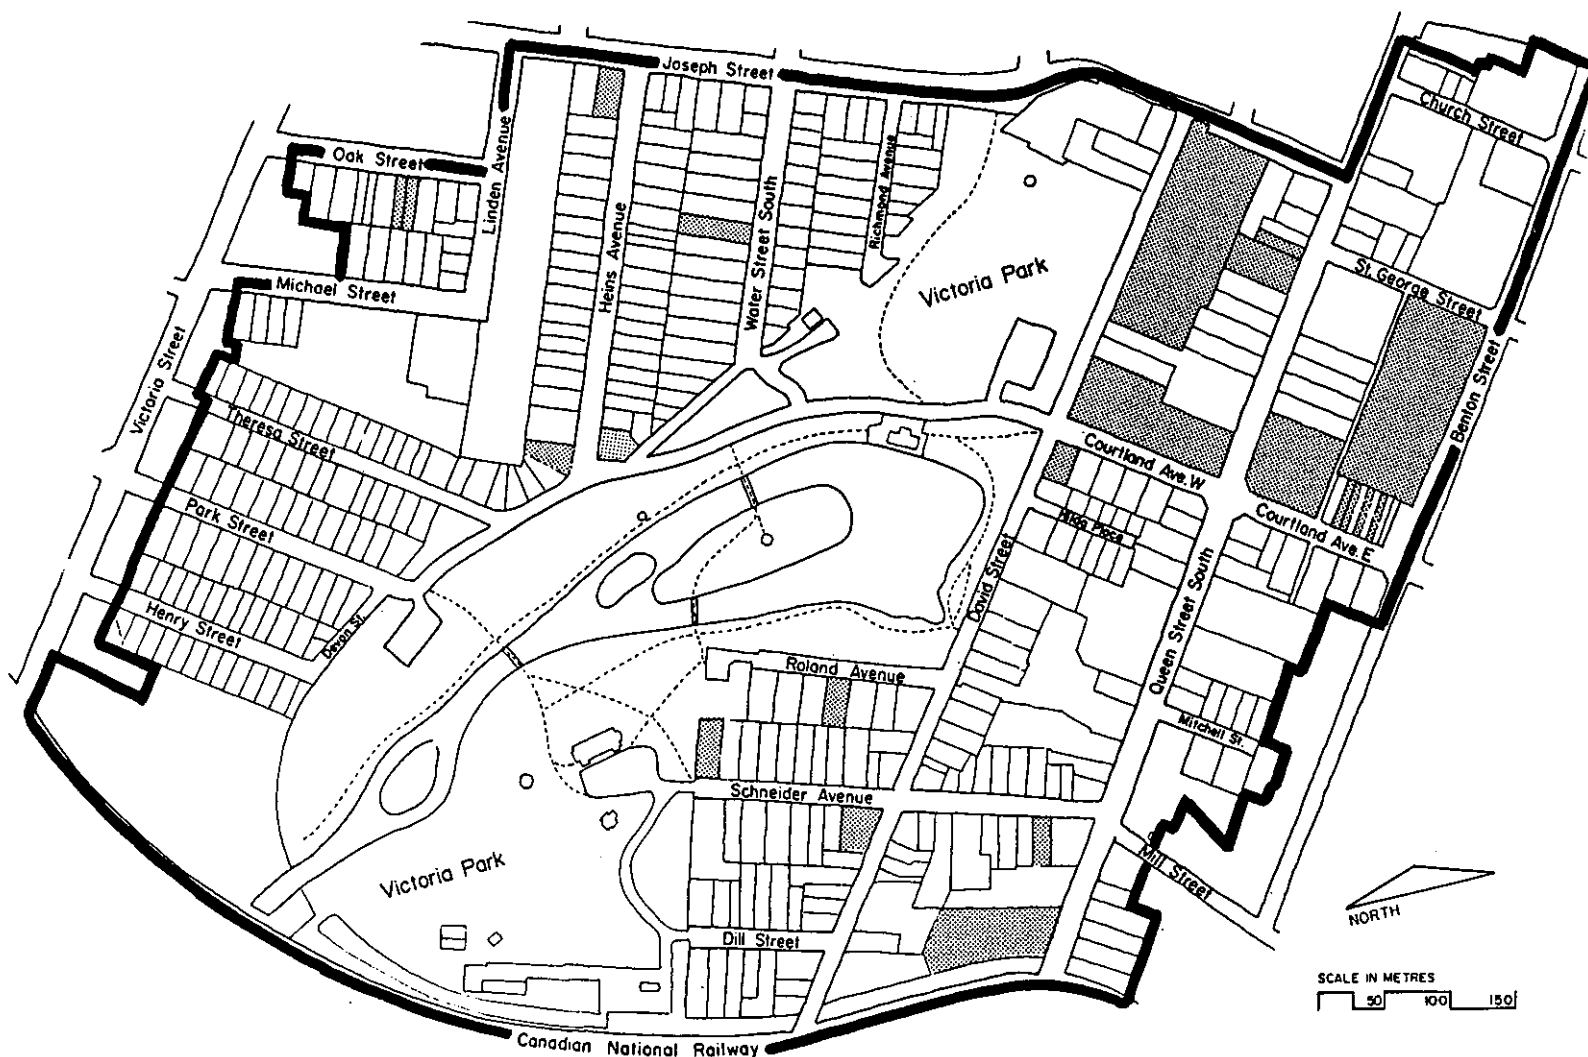 Joseph Street
Church Street
Oak Street
Linden Avenue
Richmond Avenue
Heins Avenue
Water Street South
Victoria Park
St. George Street
Michael Street
Victoria Street
Benton Street
Theresa Street
Courtland Ave. W
Courtland Ave. E
Park Street
Hilda Place
David Street
Henry Street
Devon St.
Queen Street South
Roland Avenue
Mitchell St.
Schneider Avenue
Mill Street
Victoria Park
Dill Street
NORTH
SCALE IN METRES
50 100 150
Canadian National Railway